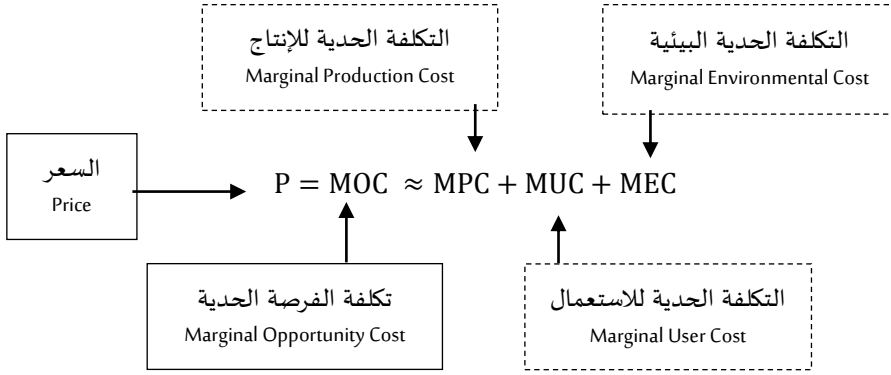 التكلفة الحدية للإنتاج
Marginal Production Cost
التكلفة الحدية البيئية
Marginal Environmental Cost
السعر
Price
P = MOC ≈ MPC + MUC + MEC
تكلفة الفرصة الحدية
Marginal Opportunity Cost
التكلفة الحدية للاستعمال
Marginal User Cost